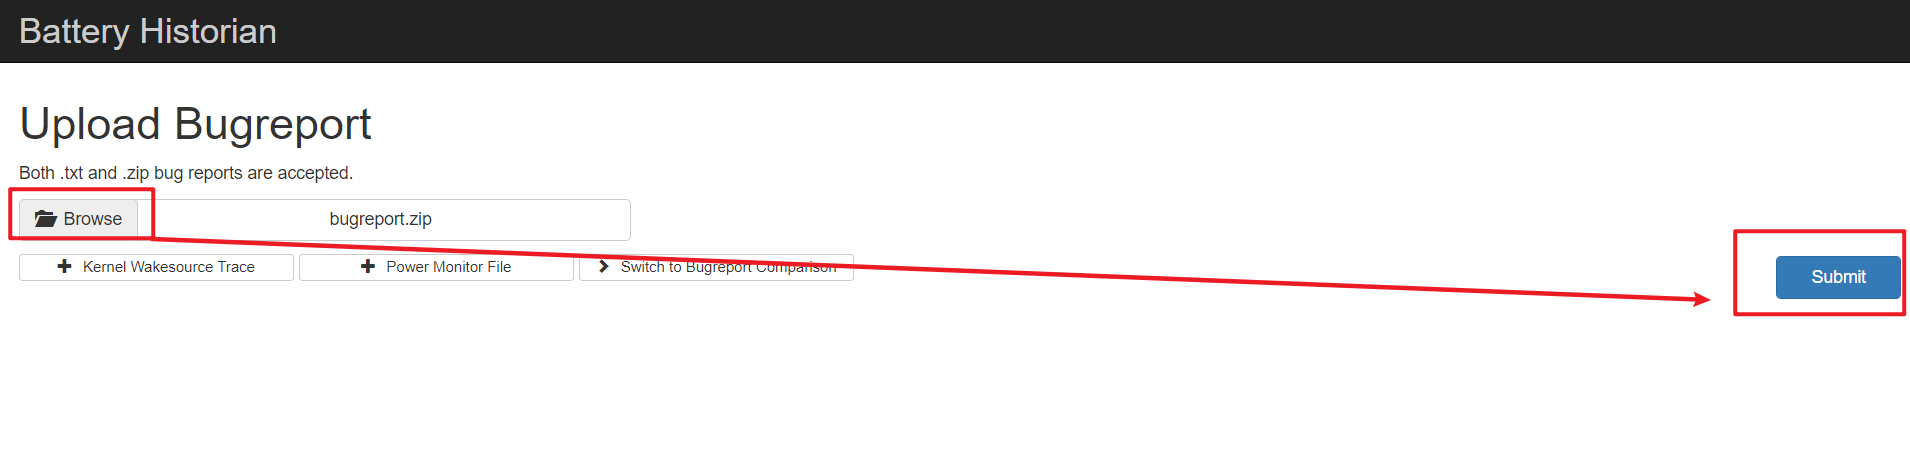 Battery Historian
Upload Bugreport
Both .txt and .zip bug reports are accepted.
Browse
bugreport.zip
Kernel Wakesource Trace
Power Monitor File
Switch to Bugreport Comparison
Submit